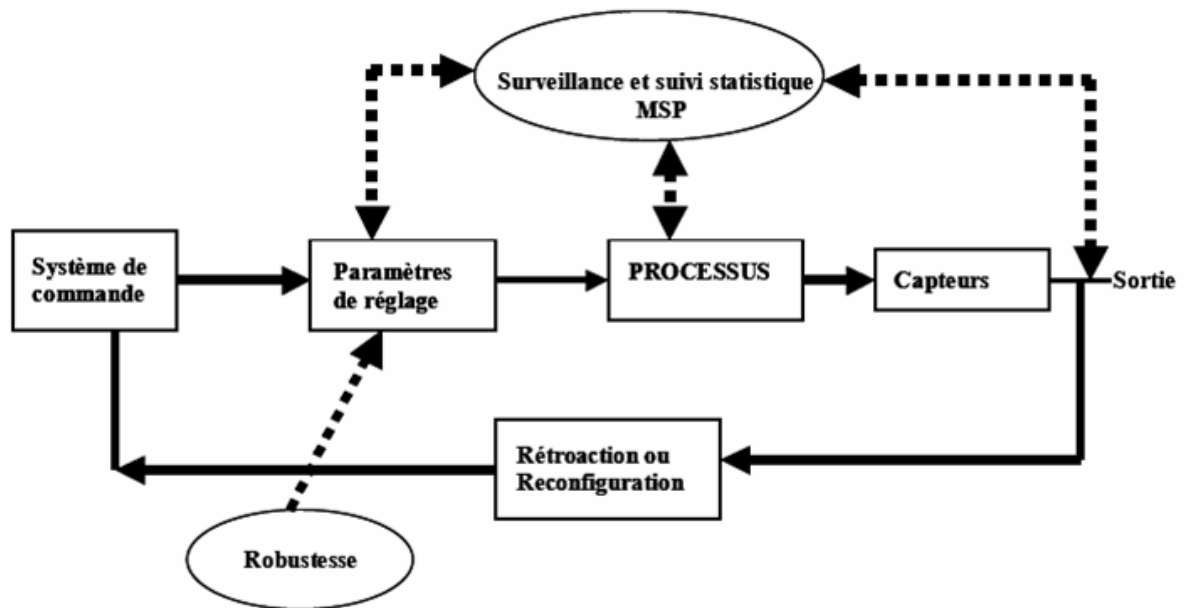 Surveillance et suivi statistique
MSP
Système de
commande
Paramètres
de réglage
PROCESSUS
Capteurs
Sortie
Rétroaction ou
Reconfiguration
Robustesse